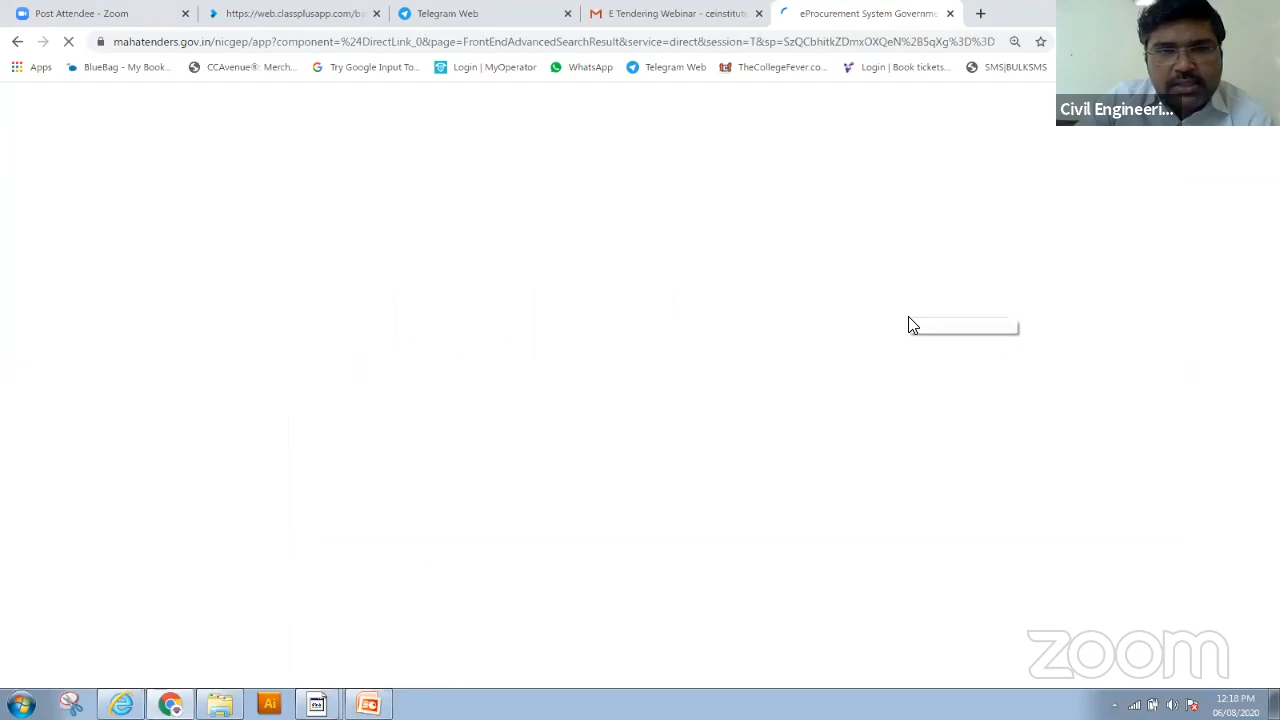 Post Attendee - Zoom
https://web.classplusapp.com/ba
Telegram Web
E Tendering Webinar - ceinstitute
eProcurement System Governme
mahatenders.gov.in/nicgep/app?component=%24DirectLink_0&page=FrontEndAdvancedSearchResult&service=direct&session=T&sp=SzQCbhitkZDmxOXQeN%2B5qXg%3D%3D
Apps
BlueBag - My Book...
CCAvenue®: Merch...
Try Google Input To...
Login | MyOperator
WhatsApp
Telegram Web
TheCollegeFever.co...
Login | Book tickets...
SMS|BULKSMS
Civil Engineeri...
zoom
Ai
12:18 PM
06/08/2020